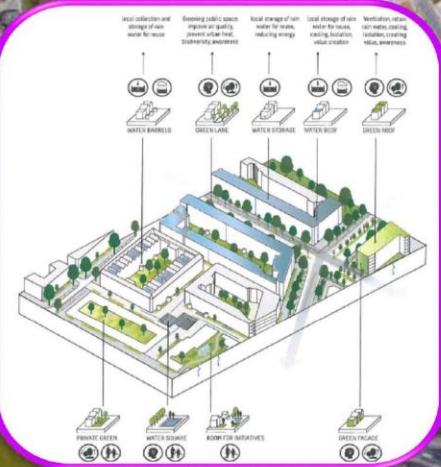 local collection and
storage of rain
water for reuse
Greening public space,
improve air quality,
prevent urban heat,
biodiversity, awareness
local storage of rain
water for reuse,
reducing energy
Local storage of rain
water for reuse,
cooling, isolation,
value creation
Ventilation, retain
rain water, cooling,
isolation, creating
value, awareness
WATER BARRELS
GREEN LANE
WATER STORAGE
WATER ROOF
GREEN ROOF
PRIVATE GREEN
WATER SQUARE
ROOM FOR INITIATIVES
GREEN FACADE